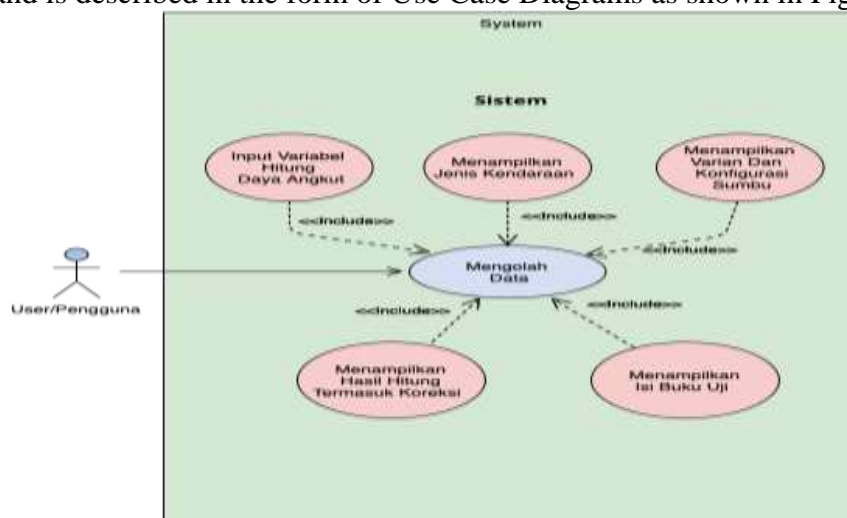 and is described in the form of Use Case Diagrams as shown in Fig
System
Sistem
Input Variabel
Hitung
Daya Angkut
Menampilkan
Jenis Kendaraan
Menampilkan
Varian Dan
Konfigurasi
Sumbu
<<Include>>
<<Include>>
<<Include>>
Mengolah
Data
User/Pengguna
<<Include>>
<<Include>>
Menampilkan
Hasil Hitung
Termasuk Koreksi
Menampilkan
Isi Buku Uji